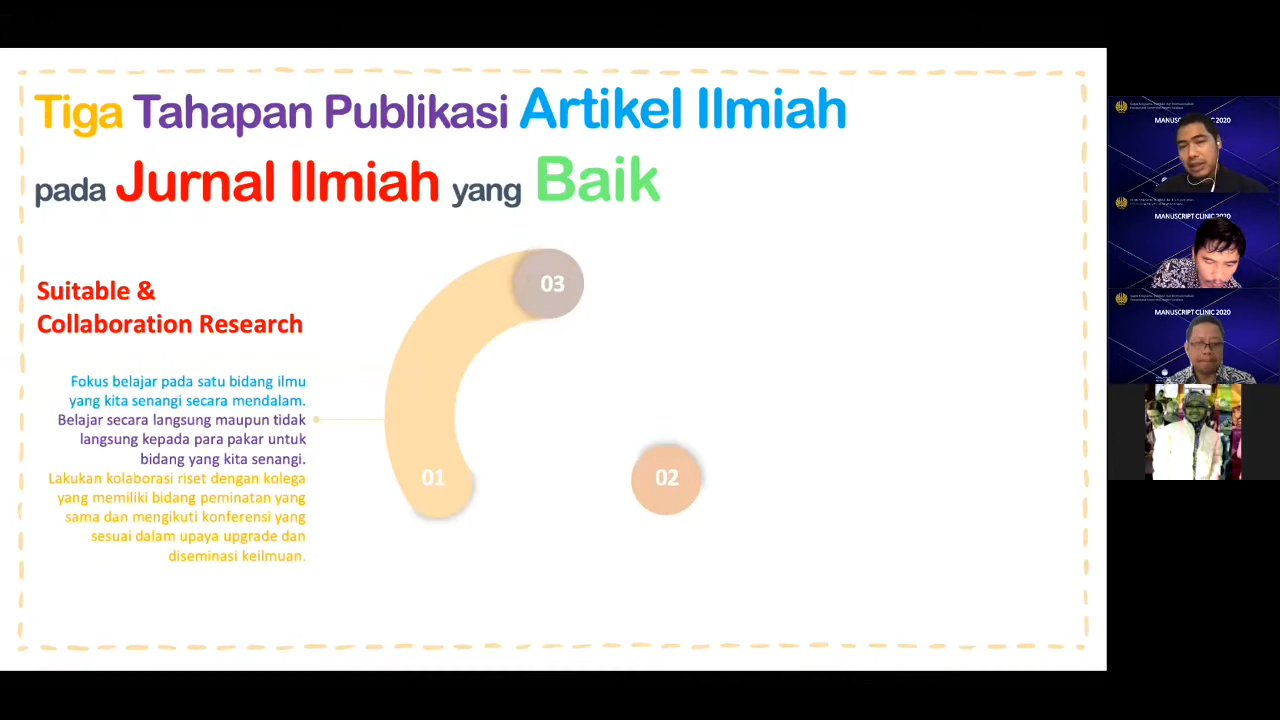 Tiga Tahapan Publikasi Artikel Ilmiah
pada Jurnal Ilmiah yang Baik
Suitable &
Collaboration Research
Fokus belajar pada satu bidang ilmu
yang kita senangi secara mendalam.
Belajar secara langsung maupun tidak
langsung kepada para pakar untuk
bidang yang kita senangi.
Lakukan kolaborasi riset dengan kolega
yang memiliki bidang peminatan yang
sama dan mengikuti konferensi yang
sesuai dalam upaya upgrade dan
diseminasi keilmuan.
03
01
02
MANUSCRIPT 2020
MANUSCRIPT CLINIC 2020
MANUSCRIPT CLINIC 2020